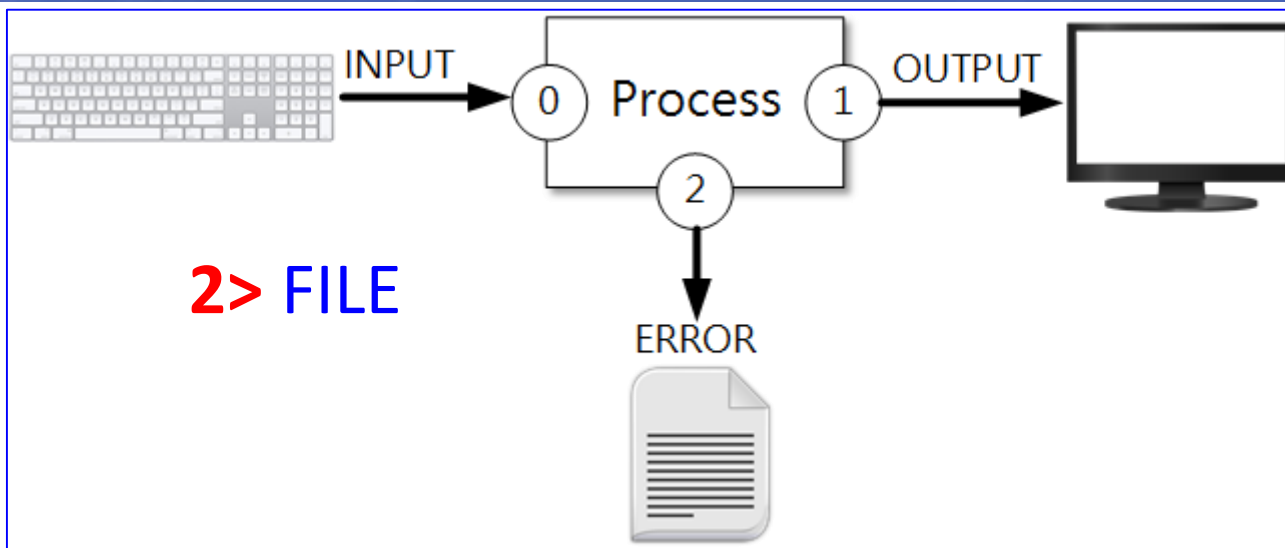 INPUT
0
Process
1
OUTPUT
2
2> FILE
ERROR